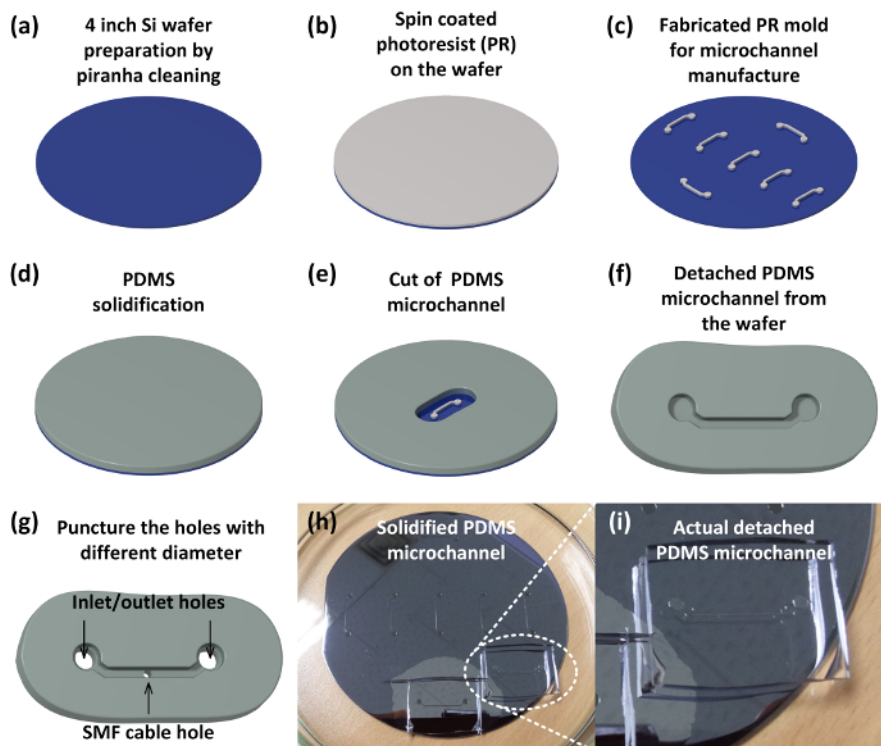 (a)
4 inch Si wafer
preparation by
piranha cleaning
(b)
Spin coated
photoresist (PR)
on the wafer
(c)
Fabricated PR mold
for microchannel
manufacture
(d)
PDMS
solidification
(e)
Cut of PDMS
microchannel
(f)
Detached PDMS
microchannel from
the wafer
(g)
Puncture the holes with
different diameter
Inlet/outlet holes
SMF cable hole
(h)
Solidified PDMS
microchannel
(i)
Actual detached
PDMS microchannel